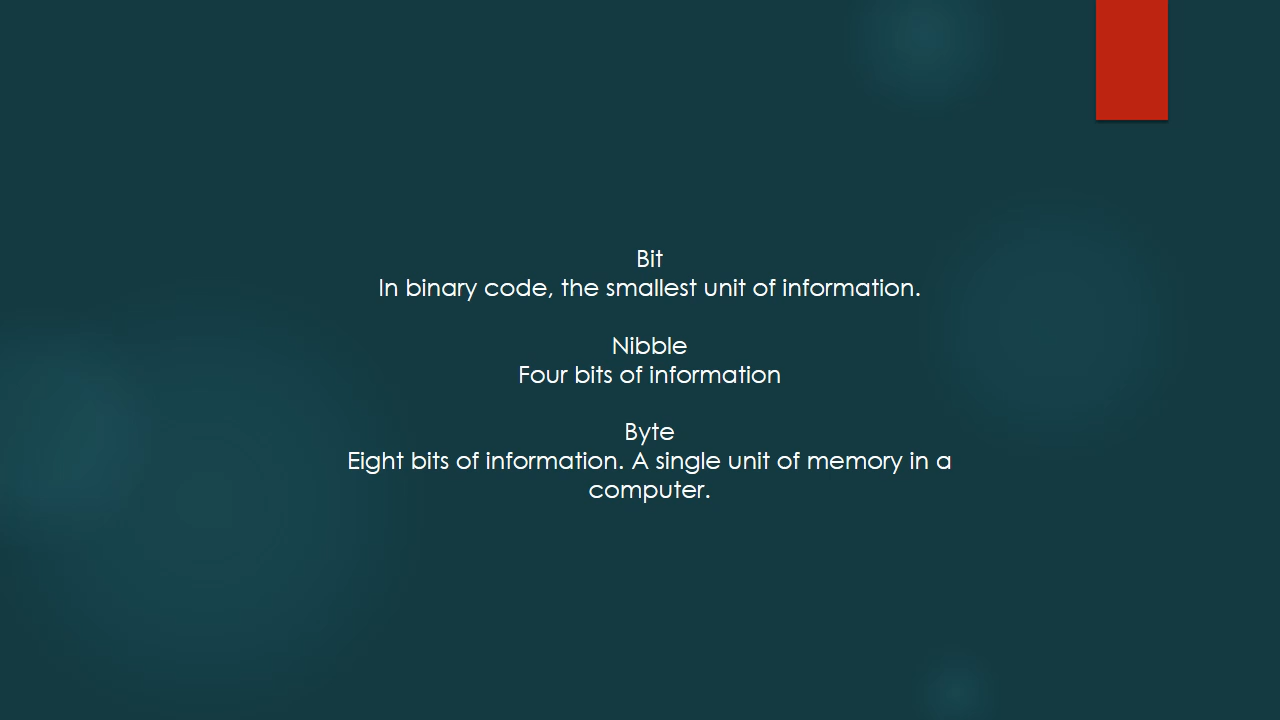 Bit
In binary code, the smallest unit of information.
Nibble
Four bits of information
Byte
Eight bits of information. A single unit of memory in a
computer.